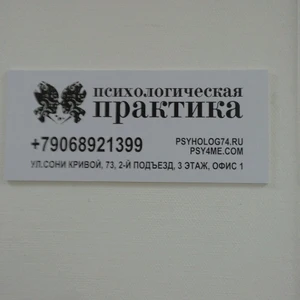 психологическая
практика
+79068921399
PSYHOLOG74.RU
PSY4ME.COM
УЛ.СОНИ КРИВОЙ, 73, 2-Й ПОДЪЕЗД, 3 ЭТАЖ, ОФИС 1